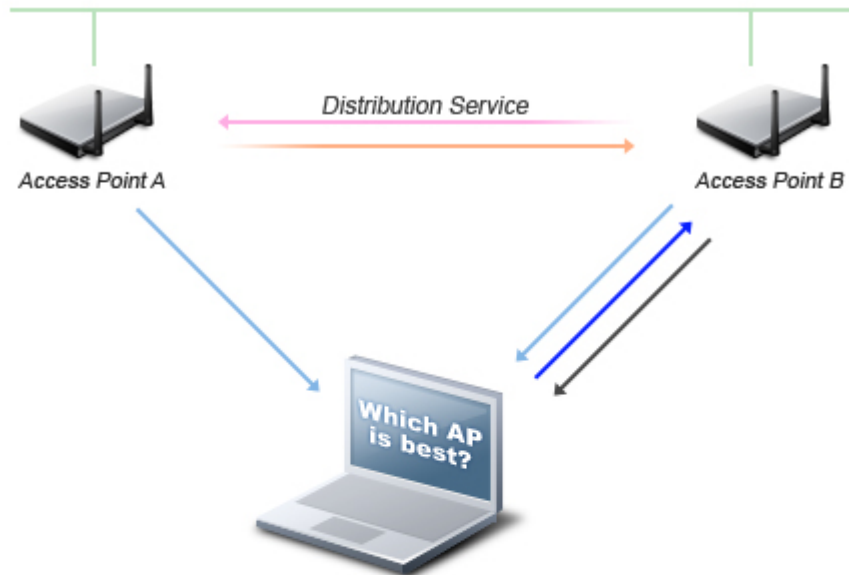 Distribution Service
Access Point A
Access Point B
Which AP
is best?